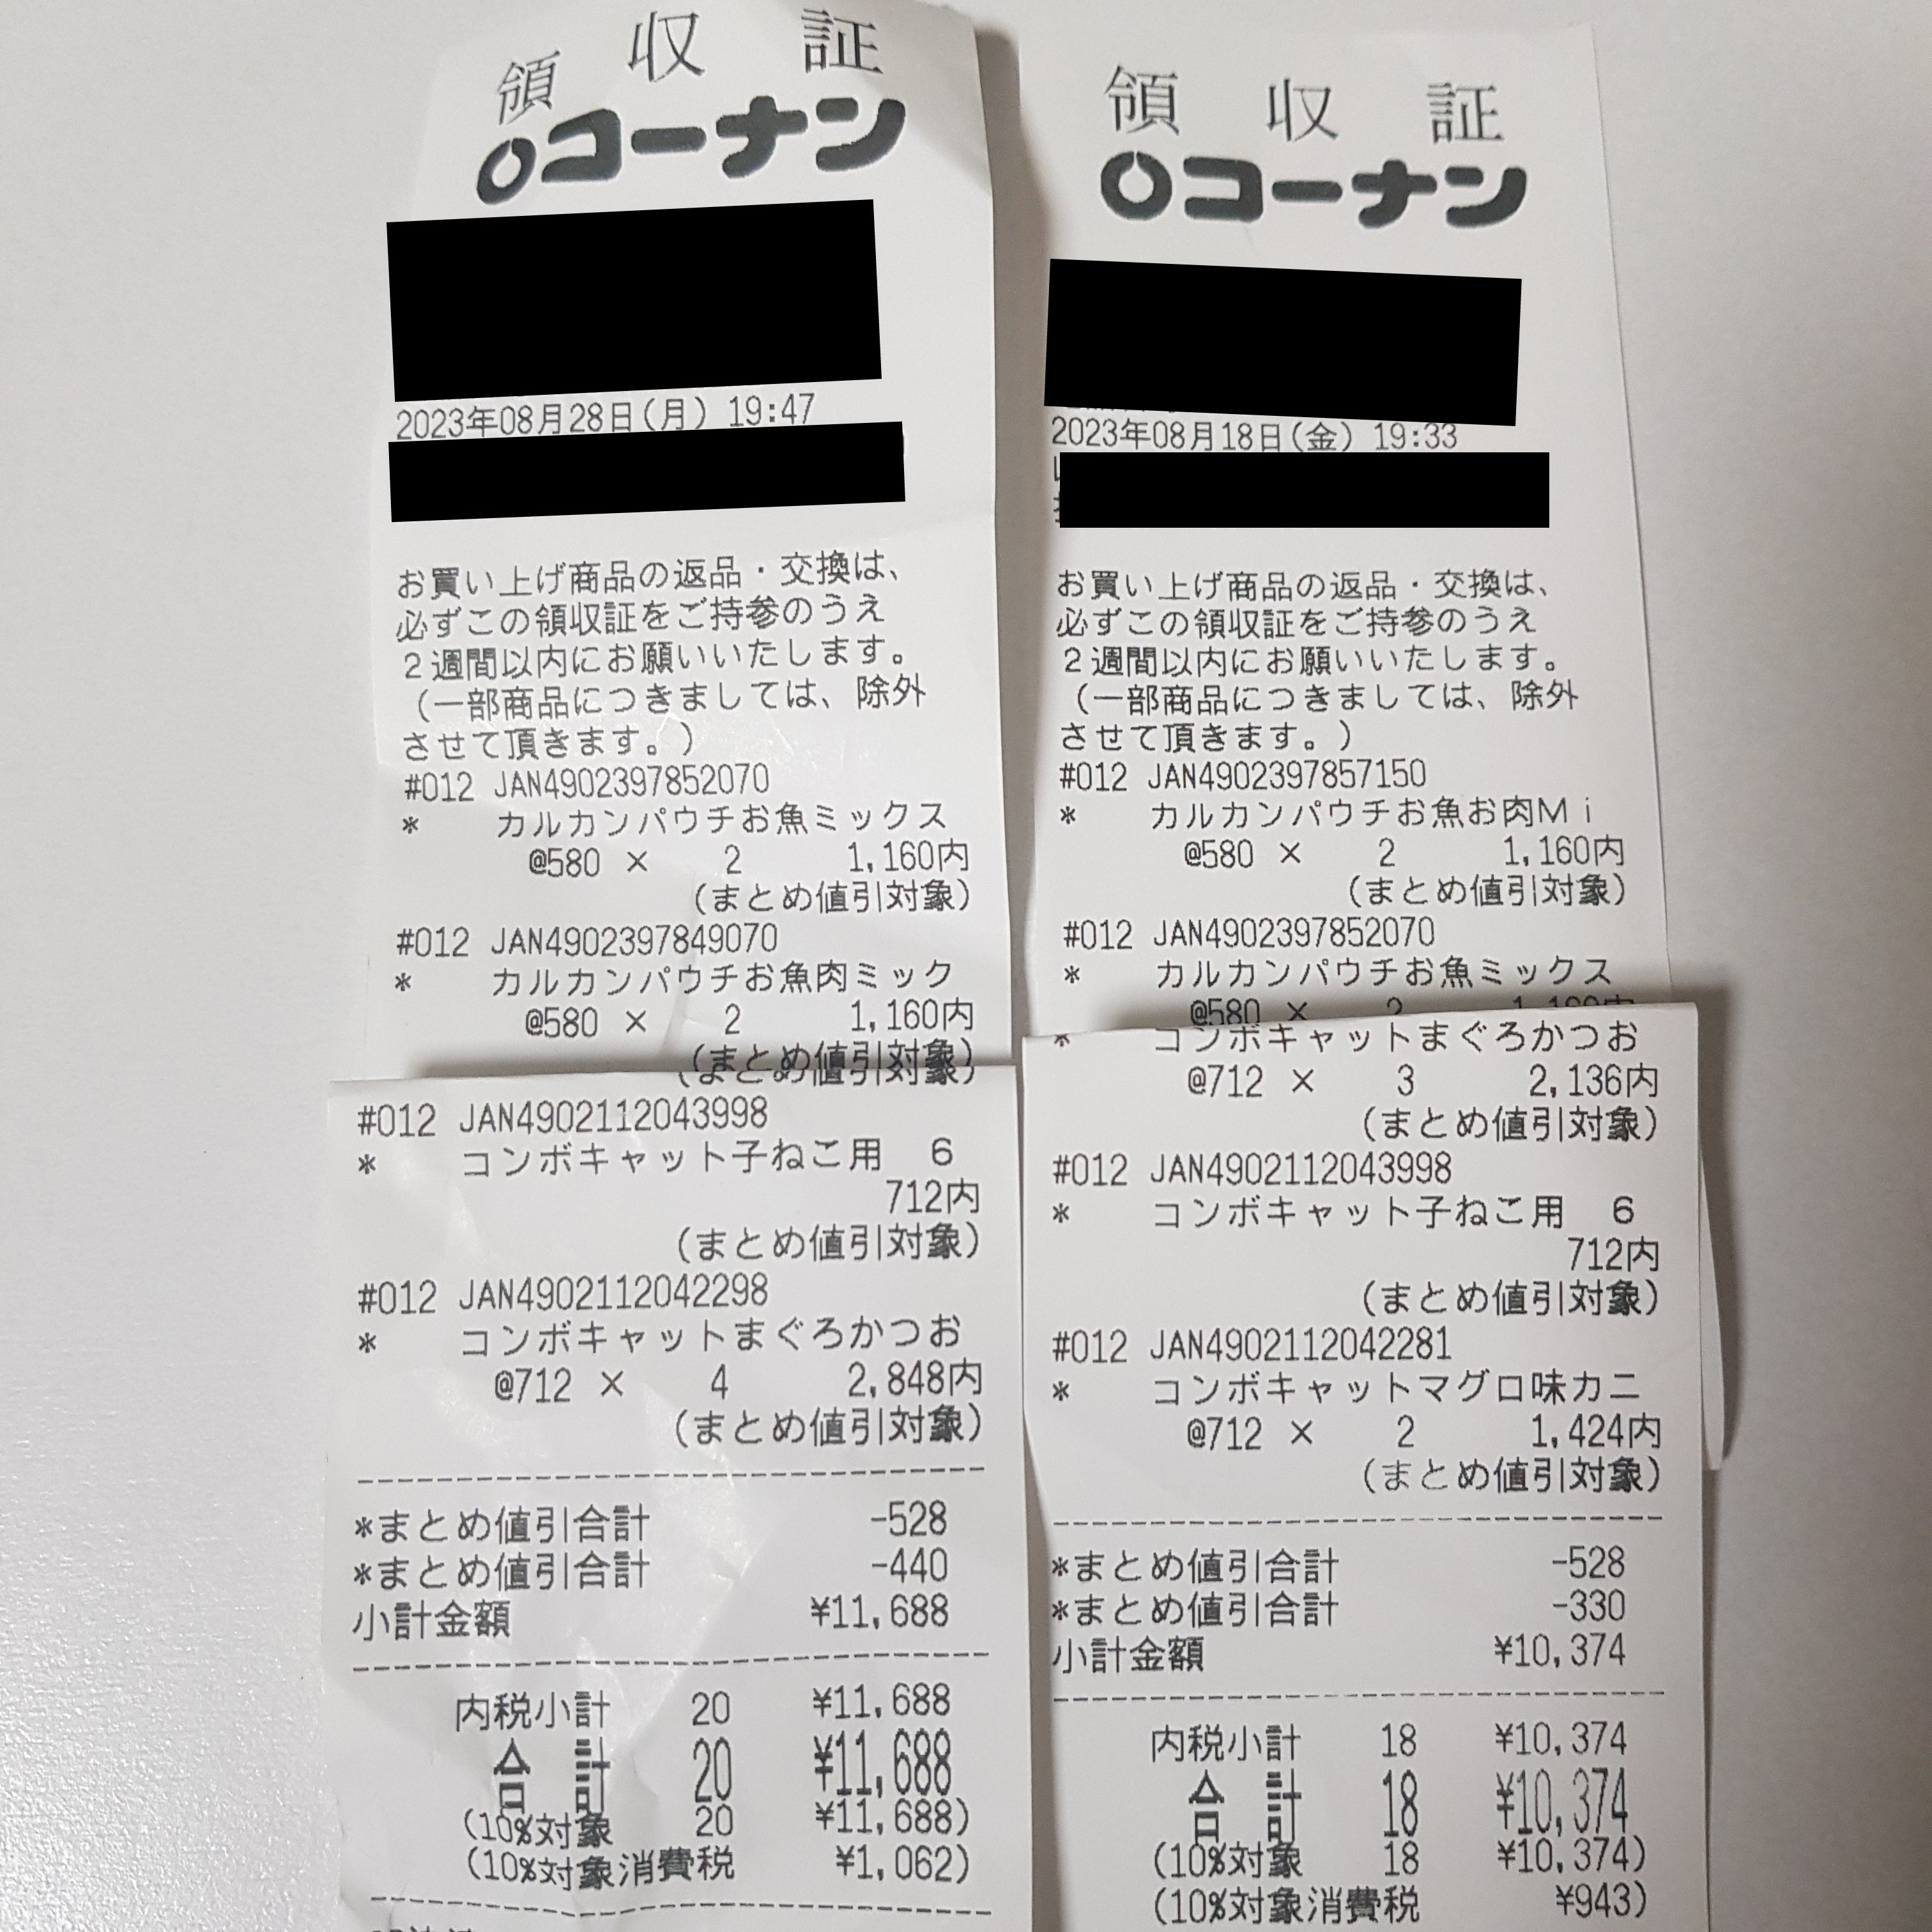 領 収 証
コーナン
2023年08月28日(月) 19:47
お買い上げ商品の返品・交換は、
必ずこの領収証をご持参のうえ
2週間以内にお願いいたします。
(一部商品につきましては、除外
させて頂きます。)
#012 JAN4902397852070
* カルカンパウチお魚ミックス
@580 × 2 1,160内
(まとめ値引対象)
#012 JAN4902397849070
* カルカンパウチお魚肉ミック
@580 × 2 1,160内
(まとめ値引対象)
#012 JAN4902112043998
* コンボキャット子ねこ用 6
712内
(まとめ値引対象)
#012 JAN4902112042298
* コンボキャットまぐろかつお
@712 × 4 2,848内
(まとめ値引対象)
*まとめ値引合計 -528
*まとめ値引合計 -440
小計金額 ¥11,688
内税小計 20 ¥11,688
合 計 20 ¥11,688
(10%対象 20 ¥11,688)
(10%対象消費税 ¥1,062)
領 収 証
コーナン
2023年08月18日(金) 19:33
お買い上げ商品の返品・交換は、
必ずこの領収証をご持参のうえ
2週間以内にお願いいたします。
(一部商品につきましては、除外
させて頂きます。)
#012 JAN4902397857150
* カルカンパウチお魚お肉Mi
@580 × 2 1,160内
(まとめ値引対象)
#012 JAN4902397852070
* カルカンパウチお魚ミックス
@580 × 2 1,160内
* コンボキャットまぐろかつお
@712 × 3 2,136内
(まとめ値引対象)
#012 JAN4902112043998
* コンボキャット子ねこ用 6
712内
(まとめ値引対象)
#012 JAN4902112042281
* コンボキャットマグロ味カニ
@712 × 2 1,424内
(まとめ値引対象)
*まとめ値引合計 -528
*まとめ値引合計 -330
小計金額 ¥10,374
内税小計 18 ¥10,374
合 計 18 ¥10,374
(10%対象 18 ¥10,374)
(10%対象消費税 ¥943)